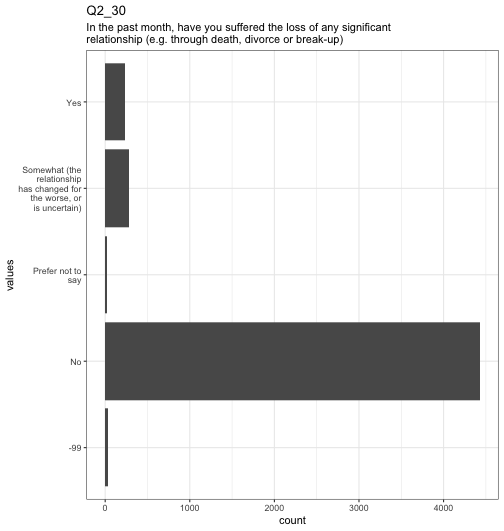 Q2_30
In the past month, have you suffered the loss of any significant
relationship (e.g. through death, divorce or break-up)
Yes
Somewhat (the
relationship
has changed for
the worse, or
is uncertain)
Prefer not to
say
No
-99
values
0
1000
2000
3000
4000
count